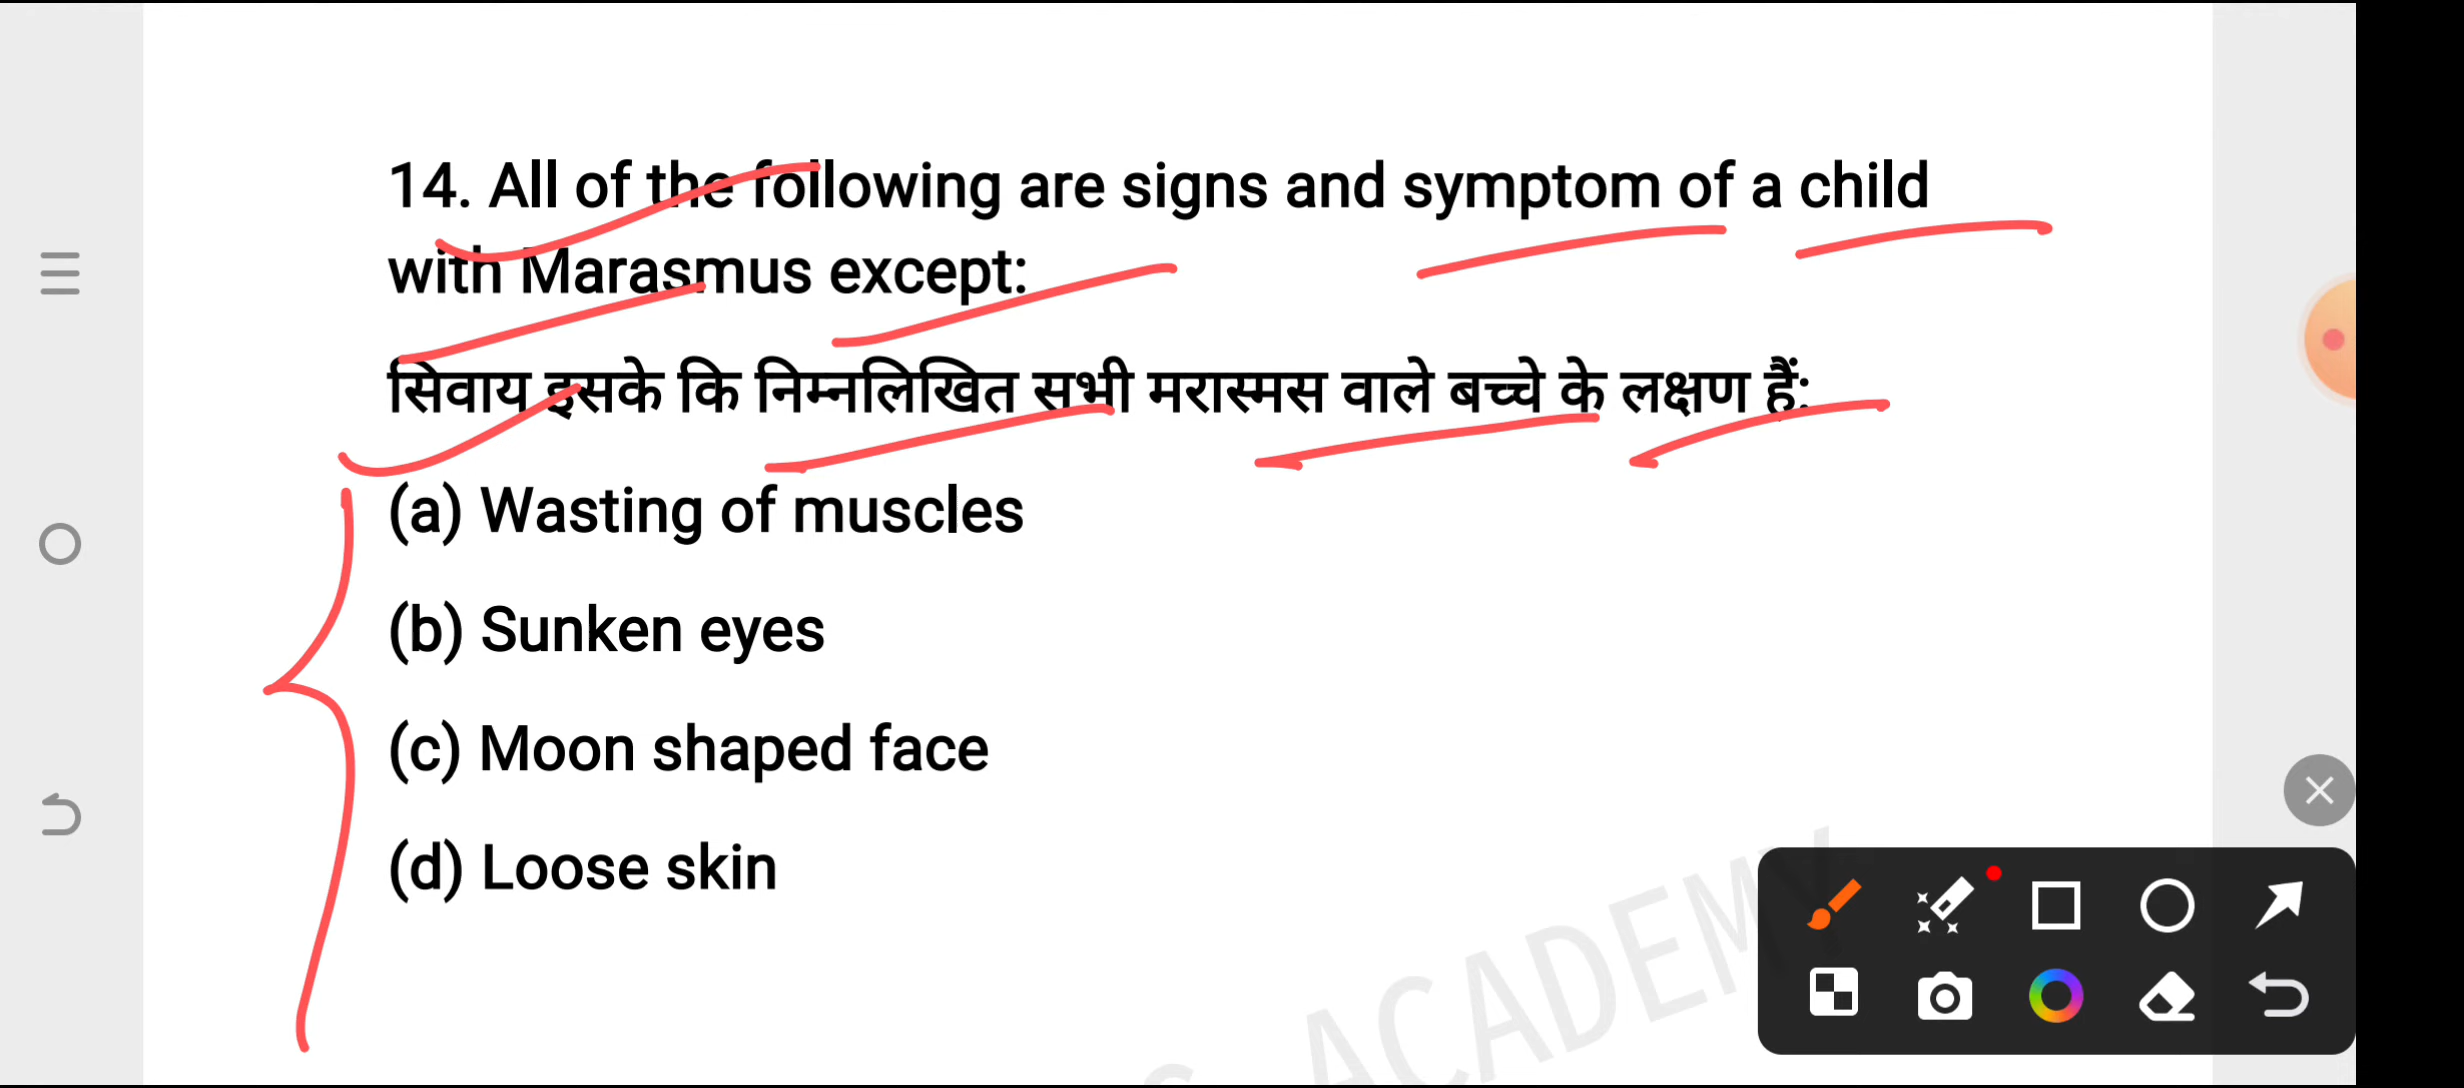 14. All of the following are signs and symptom of a child
with Marasmus except:
सिवाय इसके कि निम्नलिखित सभी मरास्मस वाले बच्चे के लक्षण हैं:
(a) Wasting of muscles
(b) Sunken eyes
(c) Moon shaped face
(d) Loose skin
ACADEMY